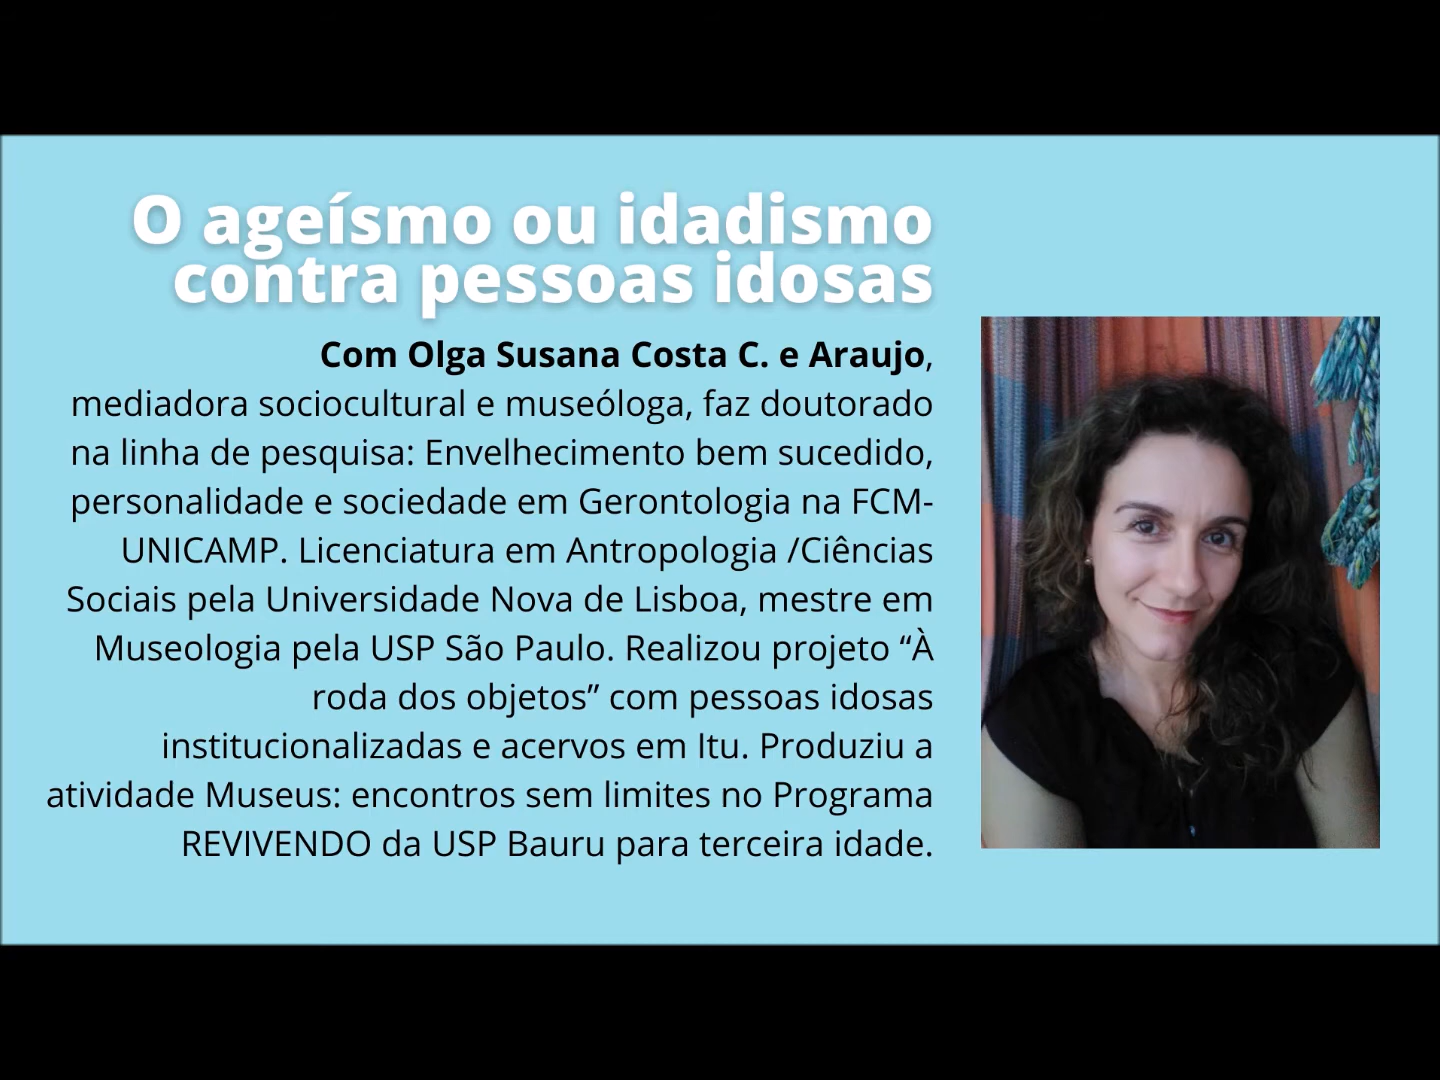 O ageísmo ou idadismo
contra pessoas idosas
Com Olga Susana Costa C. e Araujo,
mediadora sociocultural e museóloga, faz doutorado
na linha de pesquisa: Envelhecimento bem sucedido,
personalidade e sociedade em Gerontologia na FCM-
UNICAMP. Licenciatura em Antropologia /Ciências
Sociais pela Universidade Nova de Lisboa, mestre em
Museologia pela USP São Paulo. Realizou projeto “À
roda dos objetos” com pessoas idosas
institucionalizadas e acervos em Itu. Produziu a
atividade Museus: encontros sem limites no Programa
REVIVENDO da USP Bauru para terceira idade.